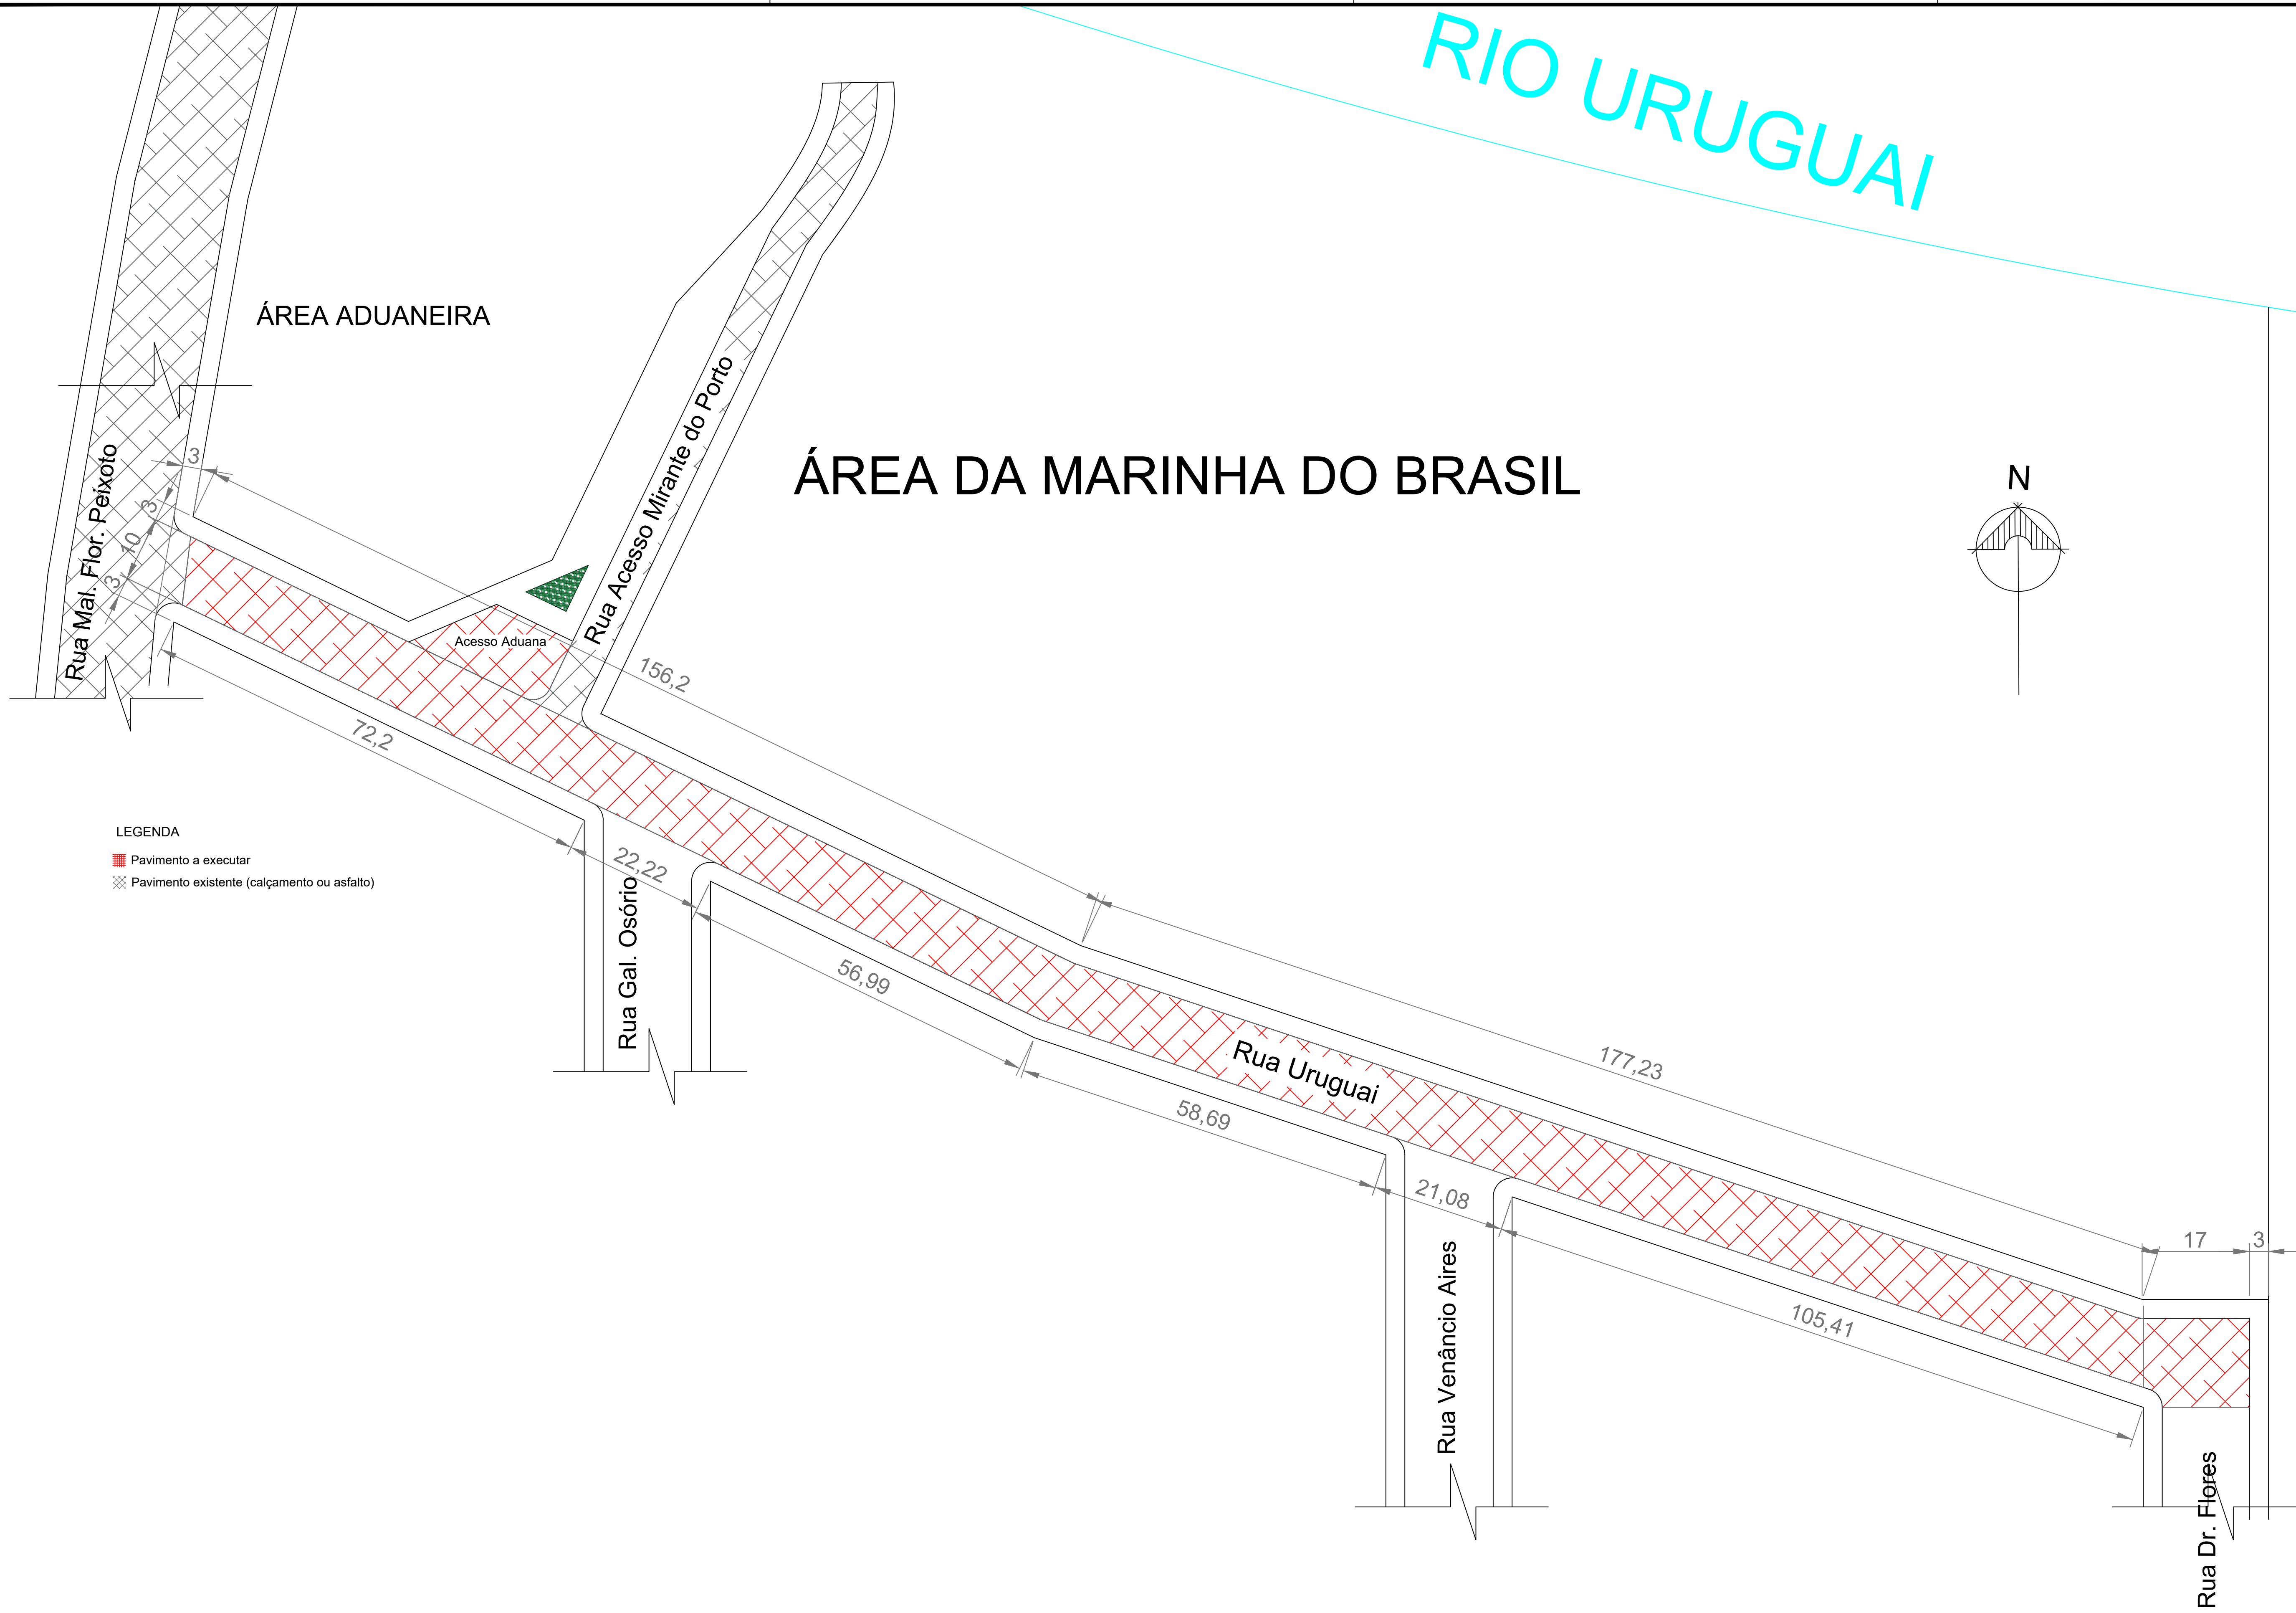 RIO URUGUAI
ÁREA ADUANEIRA
ÁREA DA MARINHA DO BRASIL
N
Rua Mal. Flor. Peixoto
Rua Acesso Mirante do Porto
3
3
10
3
Acesso Aduana
156,2
72,2
LEGENDA
Pavimento a executar
Pavimento existente (calçamento ou asfalto)
22,22
Rua Gal. Osório
56,99
Rua Uruguai
177,23
58,69
21,08
Rua Venâncio Aires
105,41
17
3
Rua Dr. Flores